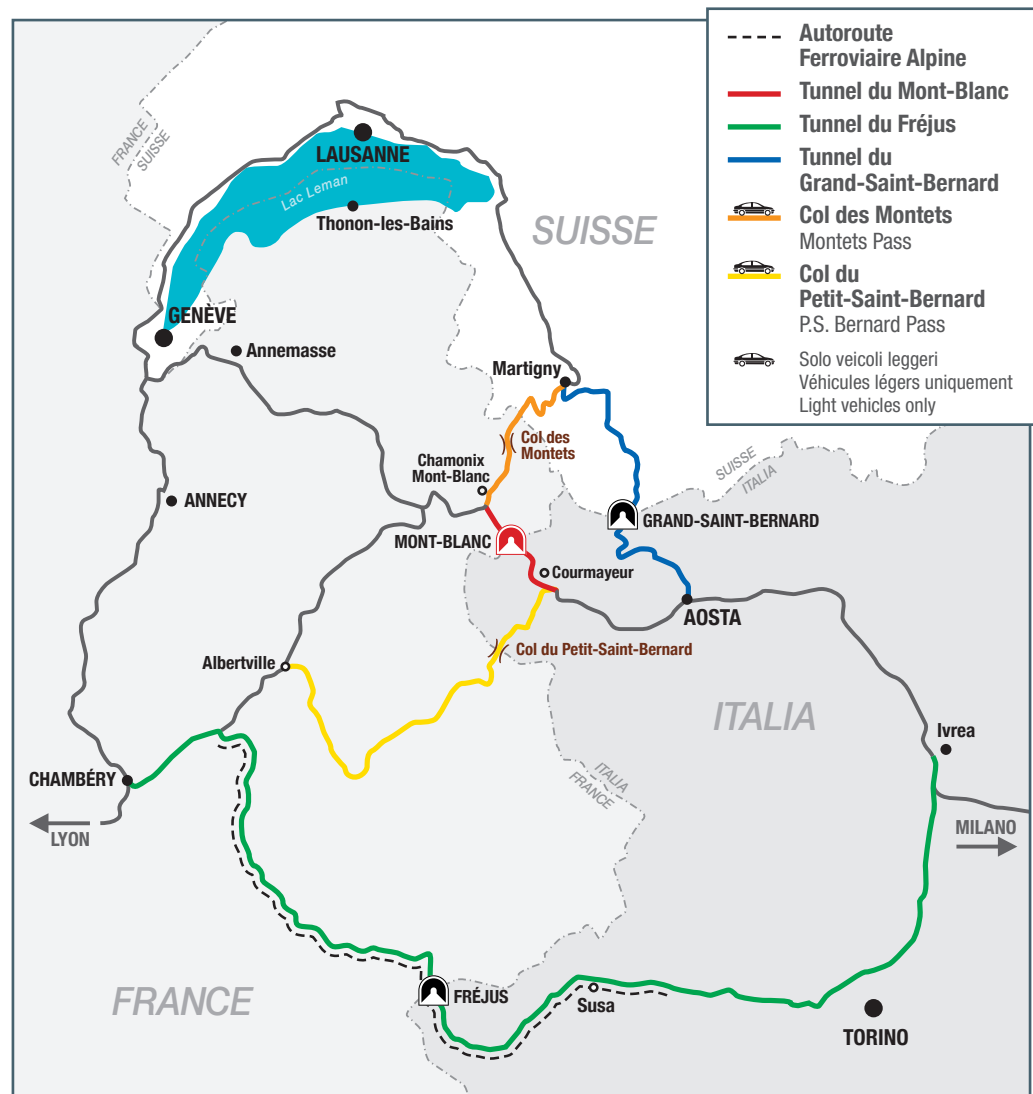 Autoroute
Ferroviaire Alpine
Tunnel du Mont-Blanc
Tunnel du Fréjus
Tunnel du
Grand-Saint-Bernard
Col des Montets
Montets Pass
Col du
Petit-Saint-Bernard
P.S. Bernard Pass
Solo veicoli leggeri
Véhicules légers uniquement
Light vehicles only
FRANCE
SUISSE
LAUSANNE
Lac Leman
Thonon-les-Bains
SUISSE
GENÈVE
Annemasse
Martigny
Col des
Montets
Chamonix
Mont-Blanc
SUISSE
ITALIA
ANNECY
GRAND-SAINT-BERNARD
MONT-BLANC
Courmayeur
AOSTA
Col du Petit-Saint-Bernard
Albertville
ITALIA
Ivrea
ITALIA
FRANCE
CHAMBÉRY
LYON
MILANO
FRANCE
FRÉJUS
Susa
TORINO